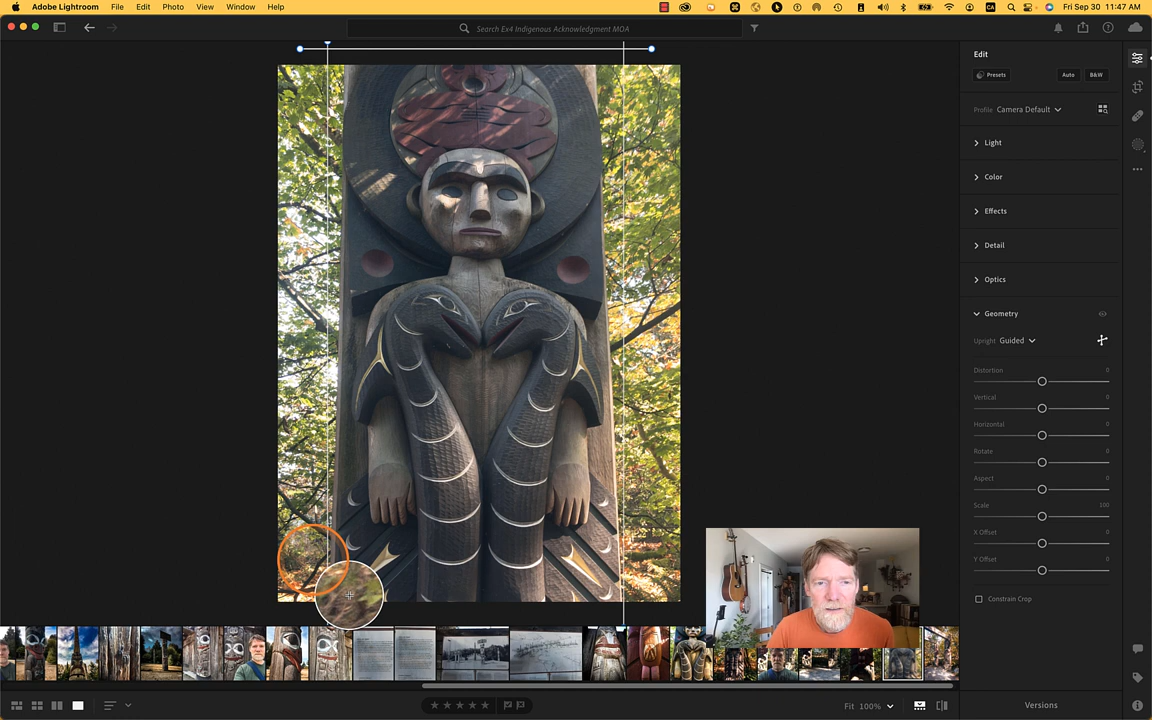 Adobe Lightroom File Edit Photo View Window Help
CA Fri Sep 30 11:47 AM
Search Ex4 Indigenous Acknowledgment MOA
Edit
Presets Auto B&W
Profile Camera Default
Light
Color
Effects
Detail
Optics
Geometry
Upright Guided
Distortion 0
Vertical 0
Horizontal 0
Rotate 0
Aspect 0
Scale 100
X Offset 0
Y Offset 0
Constrain Crop
Fit 100%
Versions